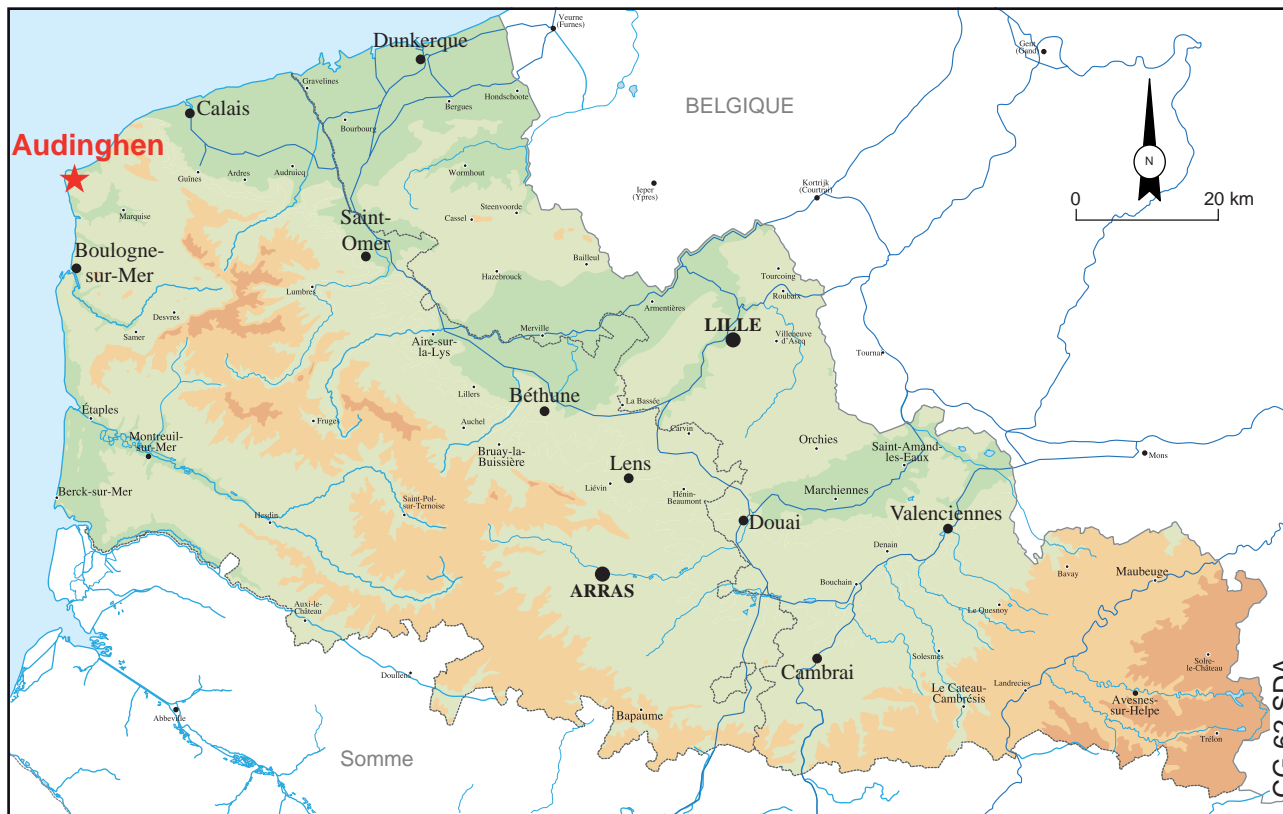 Veurne
(Furnes)
Dunkerque
Gent
(Gand)
Gravelines
Hondschoote
Bergues
BELGIQUE
Calais
Bourbourg
Audinghen
N
Guînes
Ardres
Audruicq
Wormhout
Ieper
(Ypres)
Kortrijk
(Courtrai)
0
20 km
Marquise
Steenvoorde
Cassel
Saint-
Omer
Boulogne-
sur-Mer
Bailleul
Hazebrouck
Tourcoing
Roubaix
Lumbres
Armentières
Desvres
Samer
Merville
LILLE
Villeneuve
d'Ascq
Aire-sur-
la-Lys
Tournai
Lillers
Béthune
La Bassée
Étaples
Fruges
Auchel
Carvin
Montreuil-
sur-Mer
Bruay-la-
Buissière
Orchies
Saint-Amand-
les-Eaux
Mons
Lens
Liévin
Hénin-
Beaumont
Marchiennes
Berck-sur-Mer
Saint-Pol-
sur-Ternoise
Hesdin
Douai
Valenciennes
Denain
Bavay
Maubeuge
ARRAS
Bouchain
Auxi-le-
Château
Le Quesnoy
Solesmes
Solre-
le-Château
Cambrai
Doullens
Le Cateau-
Cambrésis
Landrecies
Avesnes-
sur-Helpe
Abbeville
Bapaume
Trélon
Somme
CG 62 SDA